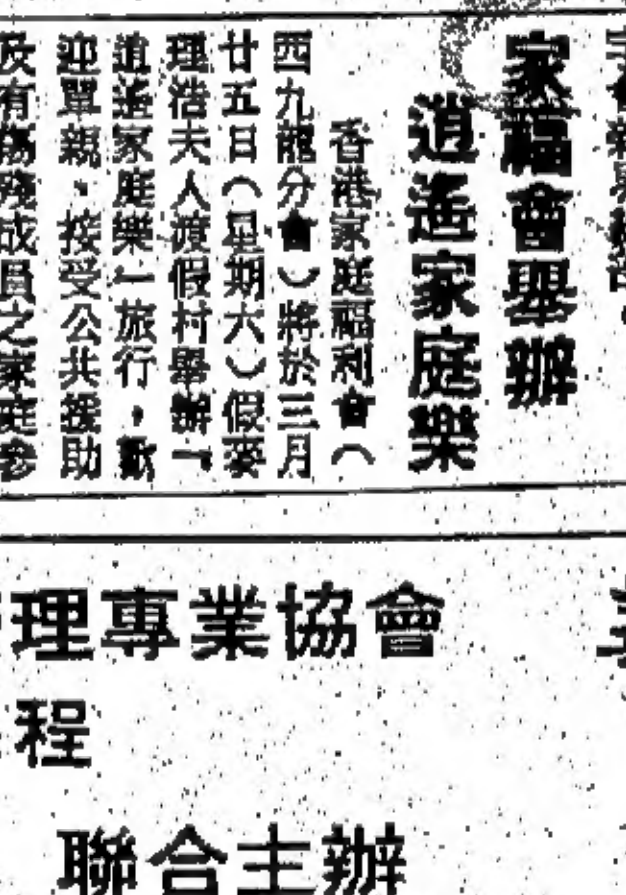 家福會舉辦
逍遙家庭樂
香港家庭福利會（
西九龍分會）將於三月
廿五日（星期六）假麥
理浩夫人渡假村舉辦「
逍遙家庭樂」旅行，歡
迎單親、接受公共援助
及有傷殘成員之家庭參
理專業協會
程
聯合主辦